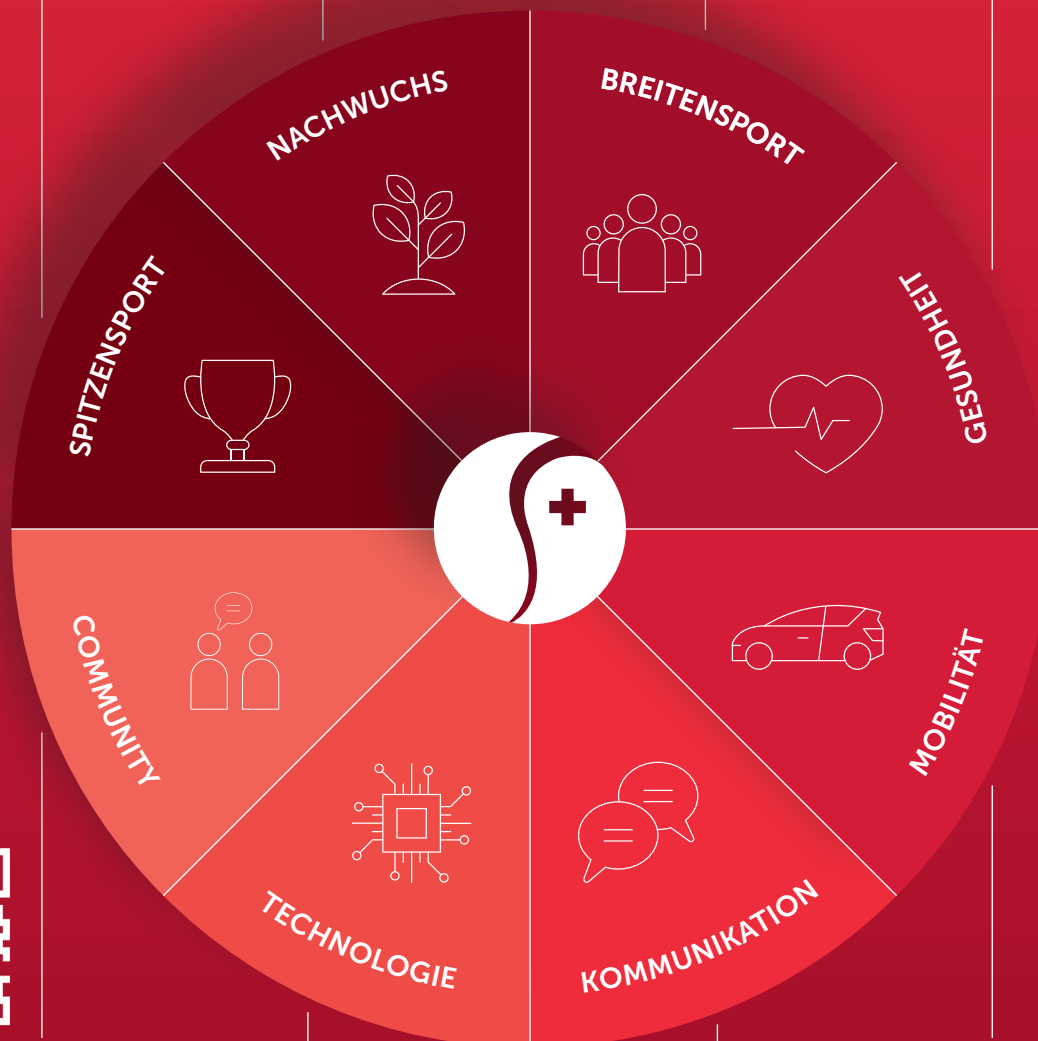 NACHWUCHS
BREITENSPORT
GESUNDHEIT
MOBILITÄT
KOMMUNIKATION
TECHNOLOGIE
COMMUNITY
SPITZENSPORT